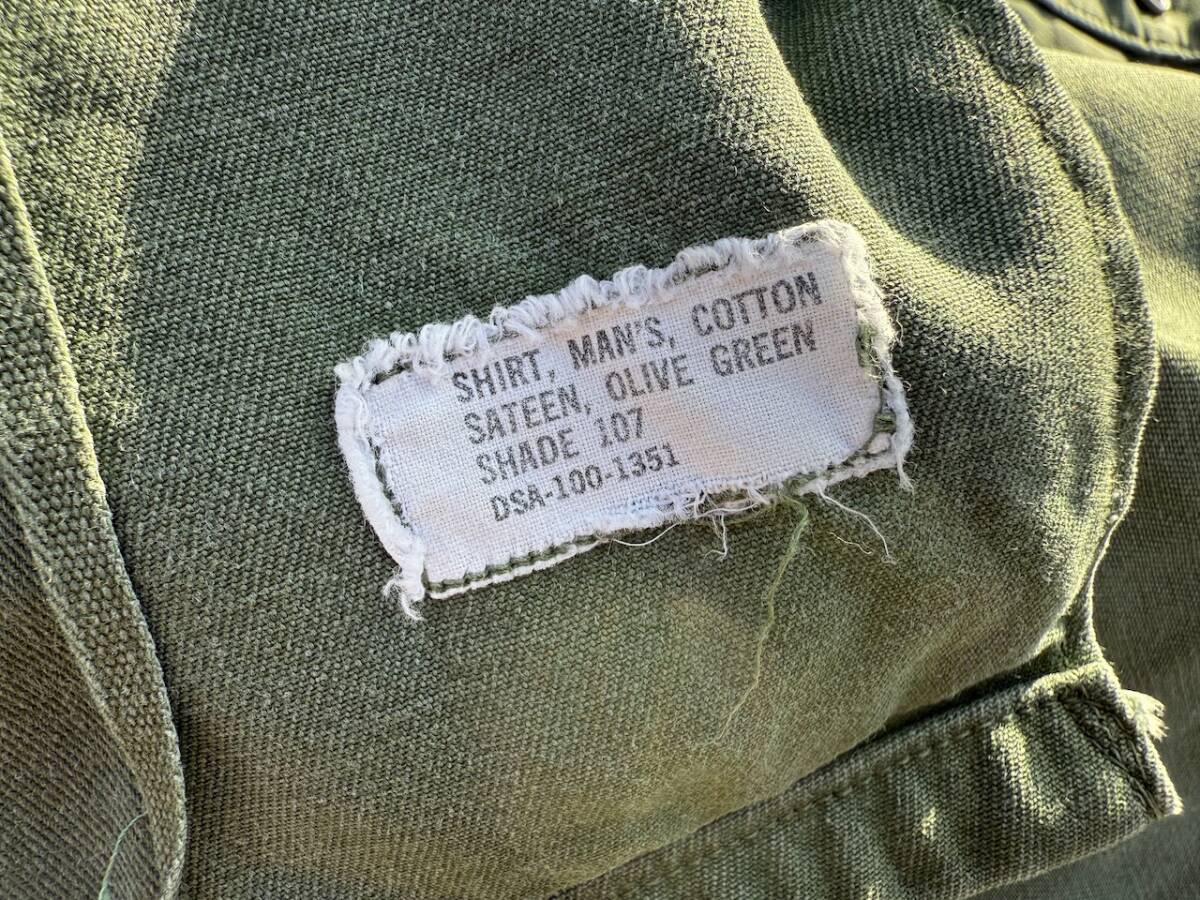 SHIRT, MAN'S, COTTON
SATEEN, OLIVE GREEN
SHADE 107
DSA-100-1351